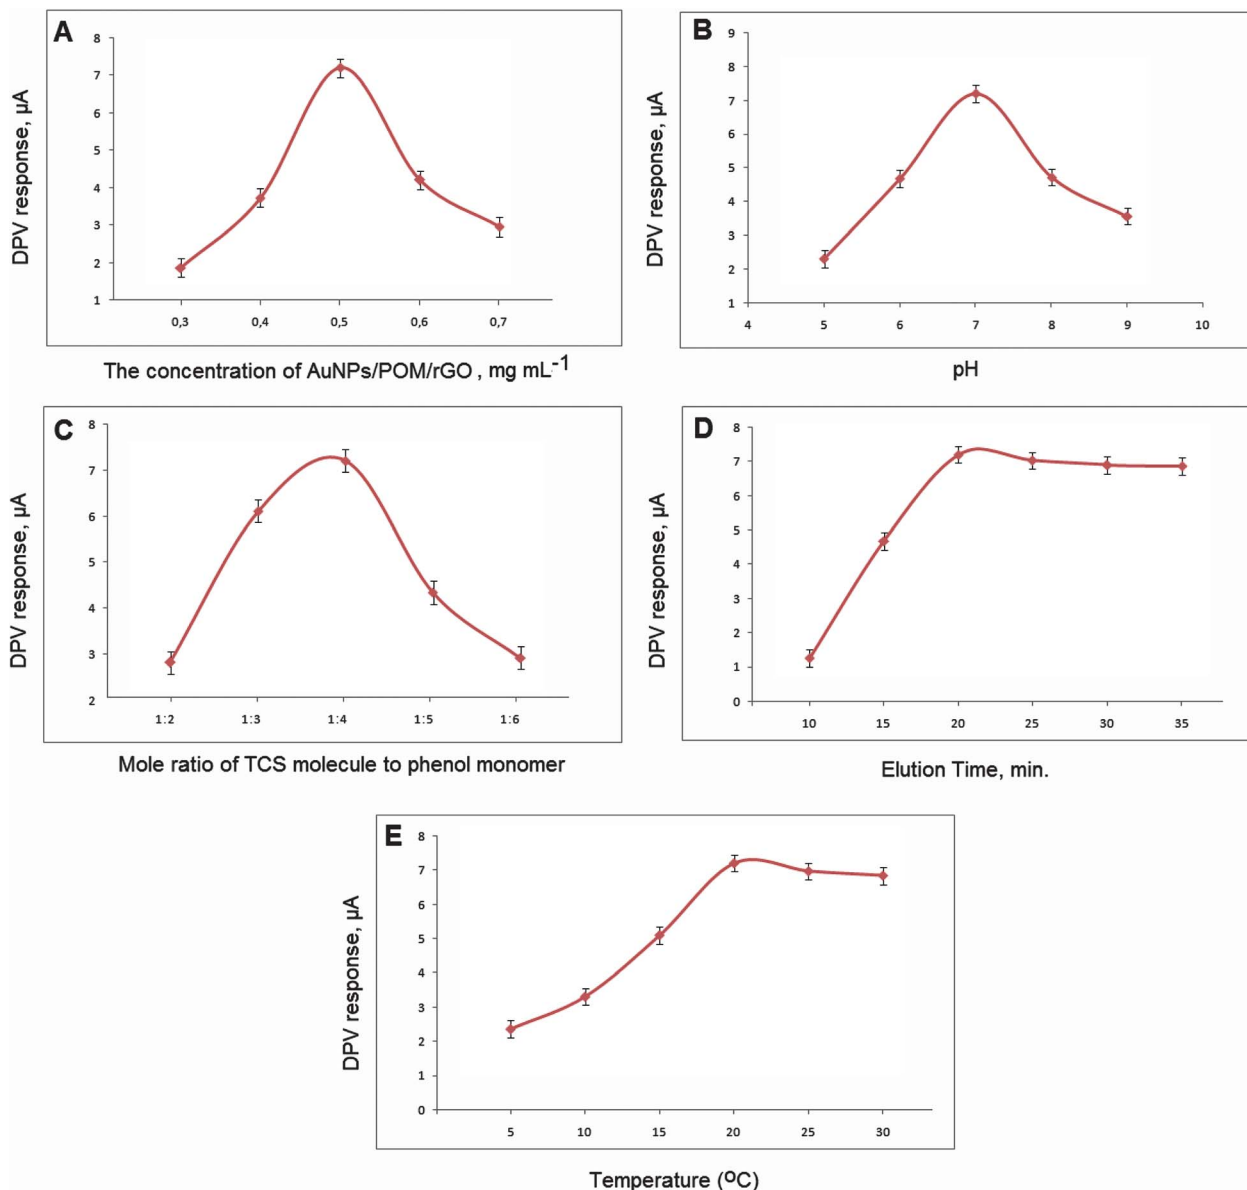 A
DPV response, µA
8
7
6
5
4
3
2
1
0,3 0,4 0,5 0,6 0,7
The concentration of AuNPs/POM/rGO , mg mL-1
B
DPV response, µA
9
8
7
6
5
4
3
2
1
4 5 6 7 8 9 10
pH
C
DPV response, µA
8
7
6
5
4
3
2
1:2 1:3 1:4 1:5 1:6
Mole ratio of TCS molecule to phenol monomer
D
DPV response, µA
8
7
6
5
4
3
2
1
0
10 15 20 25 30 35
Elution Time, min.
E
DPV response, µA
8
7
6
5
4
3
2
1
0
5 10 15 20 25 30
Temperature (ºC)